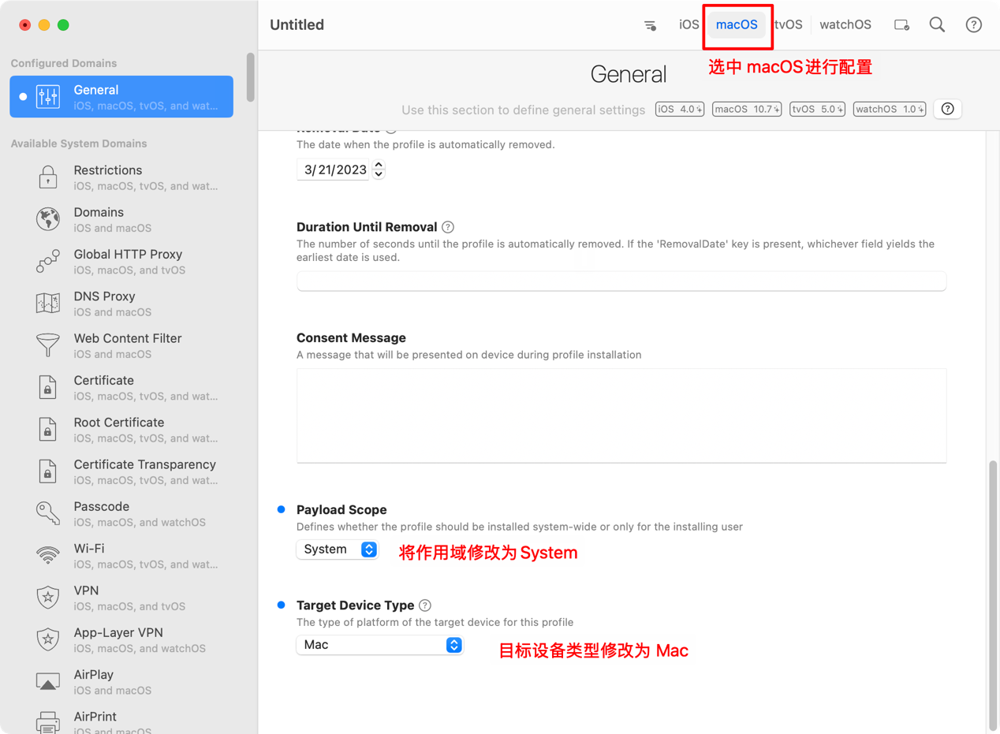 Untitled
iOS
macOS
tvOS
watchOS
选中 macOS进行配置
Configured Domains
General
iOS, macOS, tvOS, and wat...
Available System Domains
Restrictions
iOS, macOS, tvOS, and wat...
Domains
iOS and macOS
Global HTTP Proxy
iOS, macOS, and tvOS
DNS Proxy
iOS and macOS
Web Content Filter
iOS and macOS
Certificate
iOS, macOS, tvOS, and wat...
Root Certificate
iOS, macOS, tvOS, and wat...
Certificate Transparency
iOS, macOS, tvOS, and wat...
Passcode
iOS, macOS, and watchOS
Wi-Fi
iOS, macOS, tvOS, and wat...
VPN
iOS, macOS, and tvOS
App-Layer VPN
iOS, macOS, and watchOS
AirPlay
iOS and macOS
AirPrint
iOS and macOS
General
Use this section to define general settings
iOS 4.0+
macOS 10.7+
tvOS 5.0+
watchOS 1.0+
Removal Date
The date when the profile is automatically removed.
3/21/2023
Duration Until Removal
The number of seconds until the profile is automatically removed. If the 'RemovalDate' key is present, whichever field yields the
earliest date is used.
Consent Message
A message that will be presented on device during profile installation
Payload Scope
Defines whether the profile should be installed system-wide or only for the installing user
System
将作用域修改为 System
Target Device Type
The type of platform of the target device for this profile
Mac
目标设备类型修改为 Mac